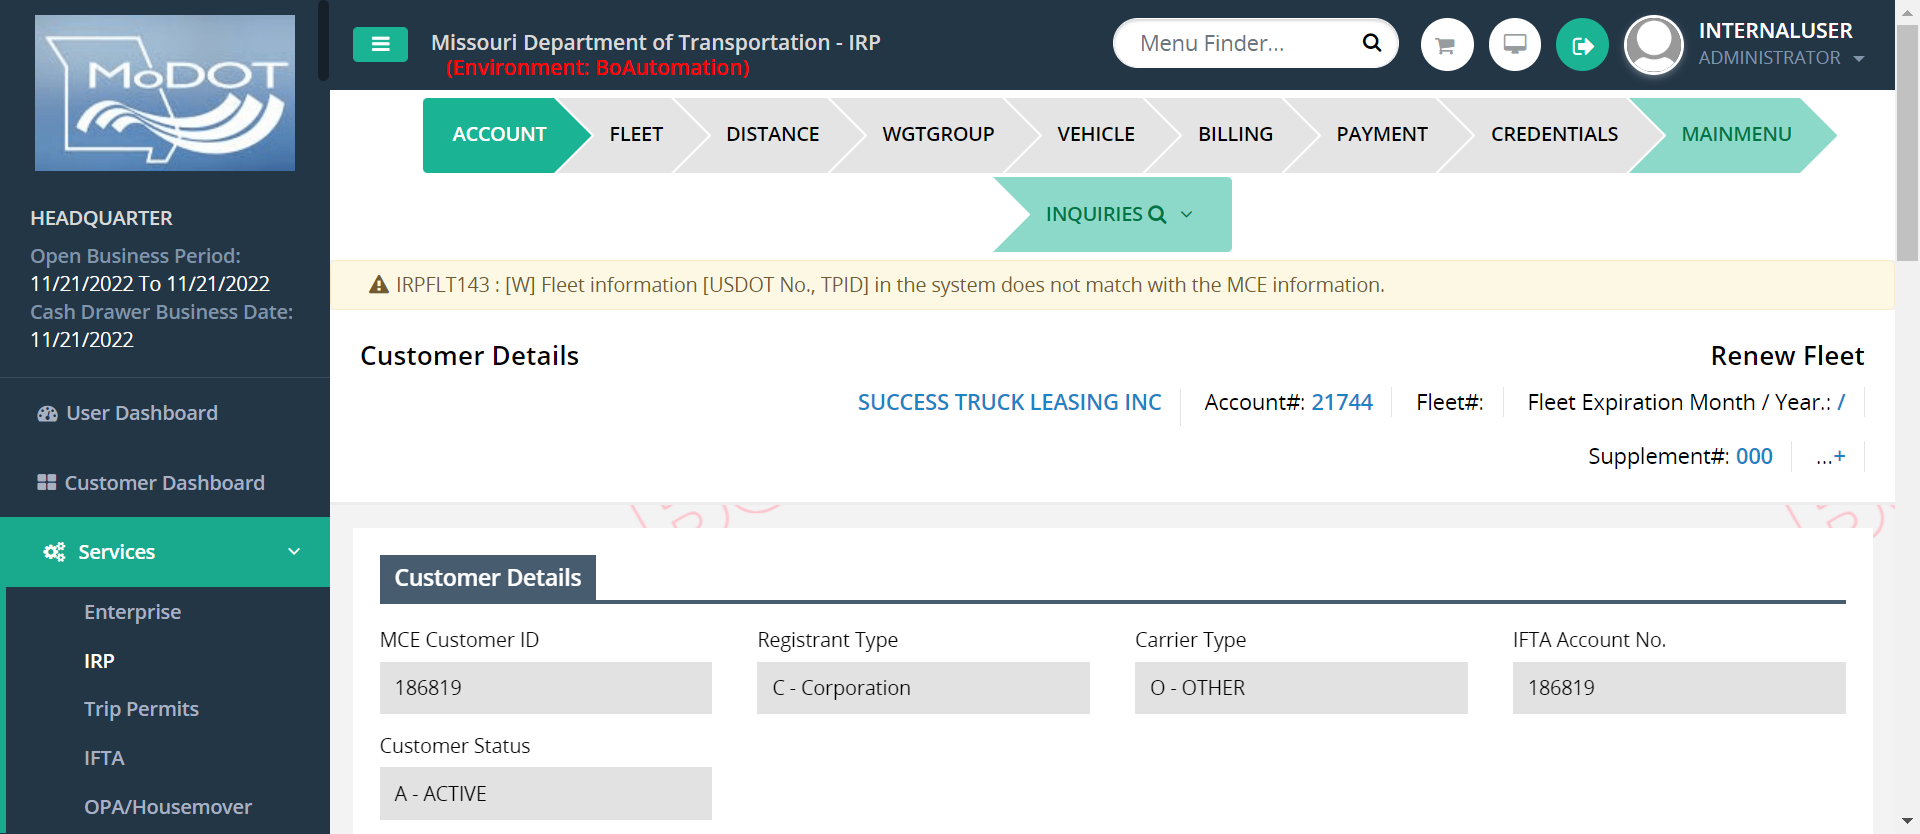 MoDOT
HEADQUARTER
Open Business Period:
11/21/2022 To 11/21/2022
Cash Drawer Business Date:
11/21/2022
User Dashboard
Customer Dashboard
Services
Enterprise
IRP
Trip Permits
IFTA
OPA/Housemover
Missouri Department of Transportation - IRP
(Environment: BoAutomation)
Menu Finder...
INTERNALUSER
ADMINISTRATOR
ACCOUNT FLEET DISTANCE WGTGROUP VEHICLE BILLING PAYMENT CREDENTIALS MAINMENU
INQUIRIES
IRPFLT143 : [W] Fleet information [USDOT No., TPID] in the system does not match with the MCE information.
Customer Details Renew Fleet
SUCCESS TRUCK LEASING INC Account#: 21744 Fleet#: Fleet Expiration Month / Year.: /
Supplement#: 000 ...+
Customer Details
MCE Customer ID Registrant Type Carrier Type IFTA Account No.
186819 C - Corporation O - OTHER 186819
Customer Status
A - ACTIVE